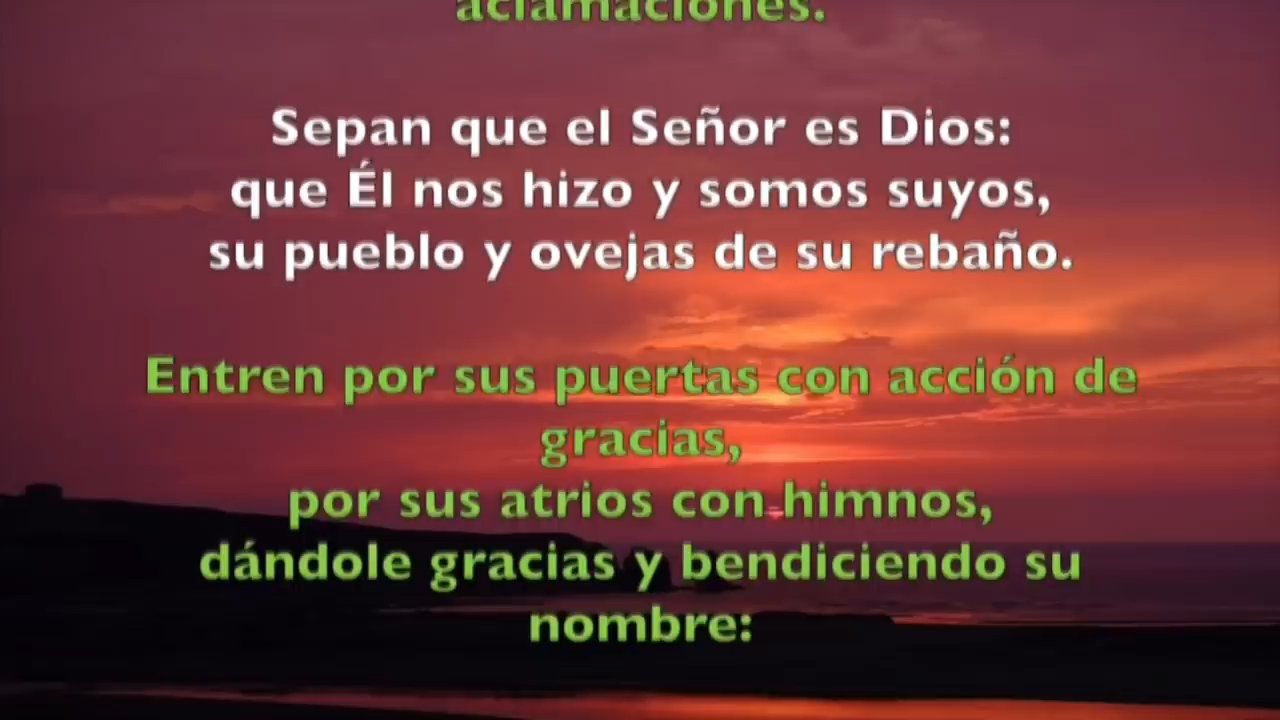 aclamaciones.
Sepan que el Señor es Dios:
que Él nos hizo y somos suyos,
su pueblo y ovejas de su rebaño.
Entren por sus puertas con acción de
gracias,
por sus atrios con himnos,
dándole gracias y bendiciendo su
nombre: